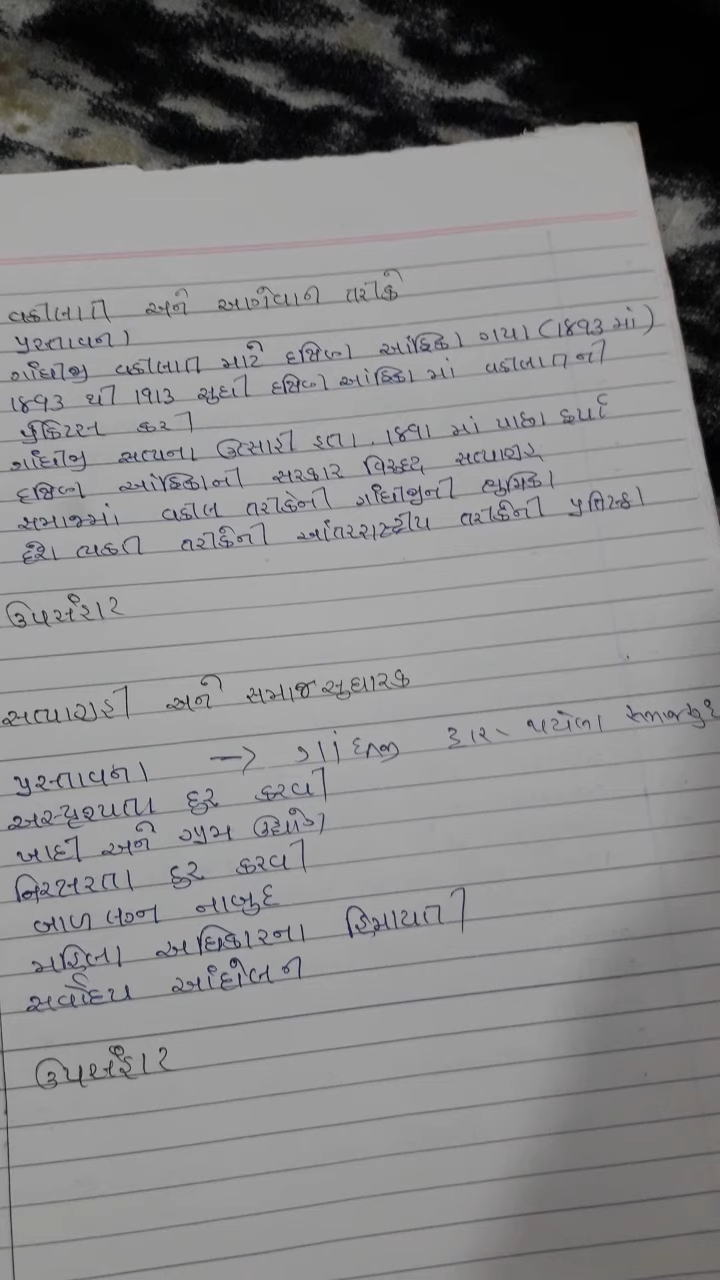 વકીલાત અને આગેવાન તરીકે
પ્રસ્તાવના
ગાંધીજી વકીલાત માટે દક્ષિણ આફ્રિકા ગયા (1893 માં)
1893 થી 1913 સુધી દક્ષિણ આફ્રિકા માં વકીલાતની
પ્રેક્ટિસ કરી
ગાંધીજી સત્યના હતા. 1891 માં પાછા ફર્યા
દક્ષિણ આફ્રિકાની સરકાર વિરુદ્ધ સત્યાગ્રહ
સમાજમાં વકીલ તરીકેની ગાંધીજીની ભૂમિકા
તરીકેની આંતરરાષ્ટ્રીય તરીકેની પ્રતિષ્ઠા
ઉપસંહાર
સત્યાગ્રહી અને સમાજસુધારક
પ્રસ્તાવના → ગાંધીજી દ્વારા થયેલા
અસ્પૃશ્યતા દુર કરવી
ખાદી અને ગ્રામ ઉદ્યોગ
નિરક્ષરતા દુર કરવી
બાળ લગ્ન નાબુદ
મહિલા અધિકારના હિમાયતી
સર્વોદય આંદોલન
ઉપસંહાર